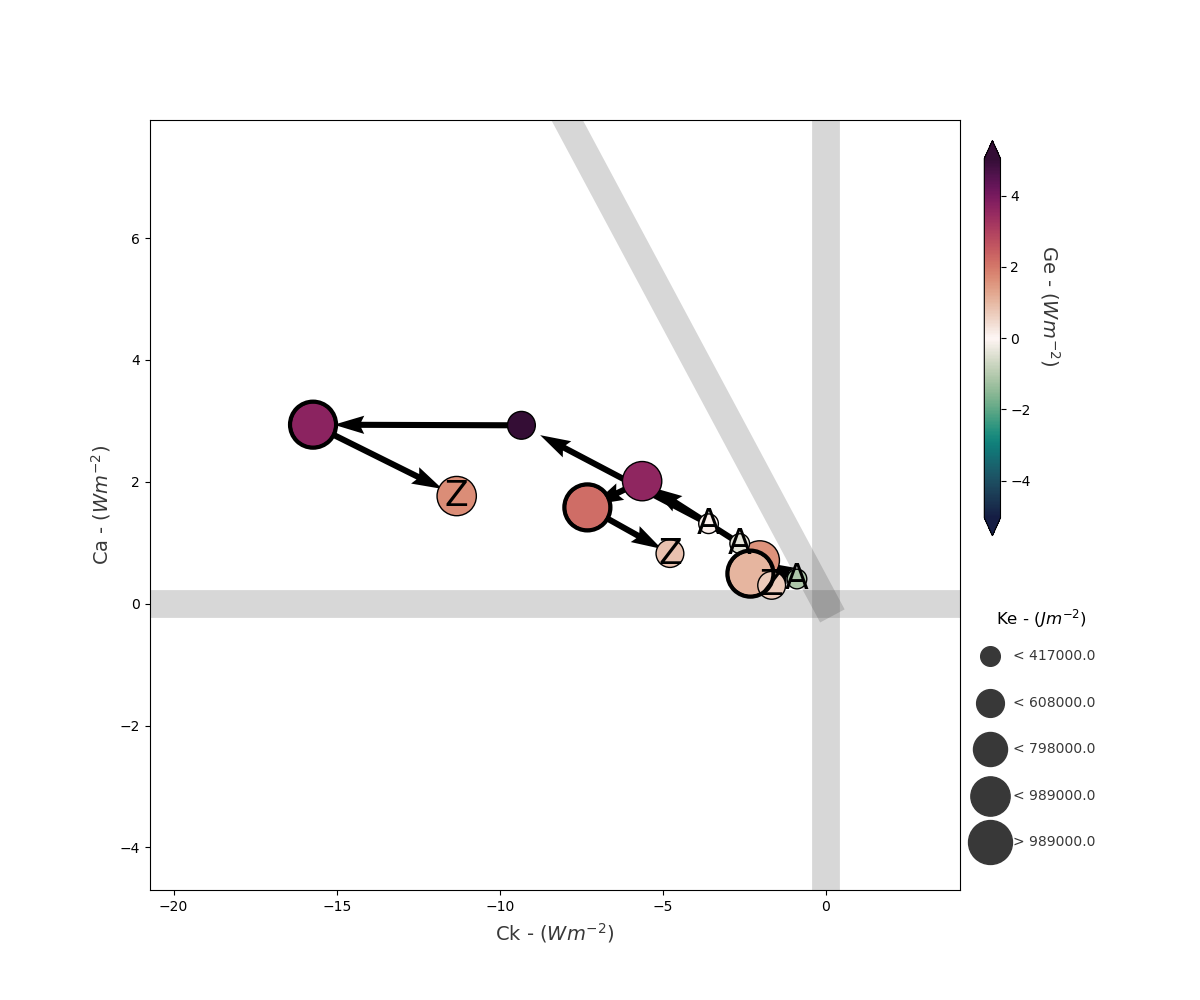 6
4
2
0
−2
−4
Ca - (Wm⁻²)
−20
−15
−10
−5
0
Ck - (Wm⁻²)
Z
Z
Z
A
A
A
4
2
0
−2
−4
Ge - (Wm⁻²)
Ke - (Jm⁻²)
< 417000.0
< 608000.0
< 798000.0
< 989000.0
> 989000.0